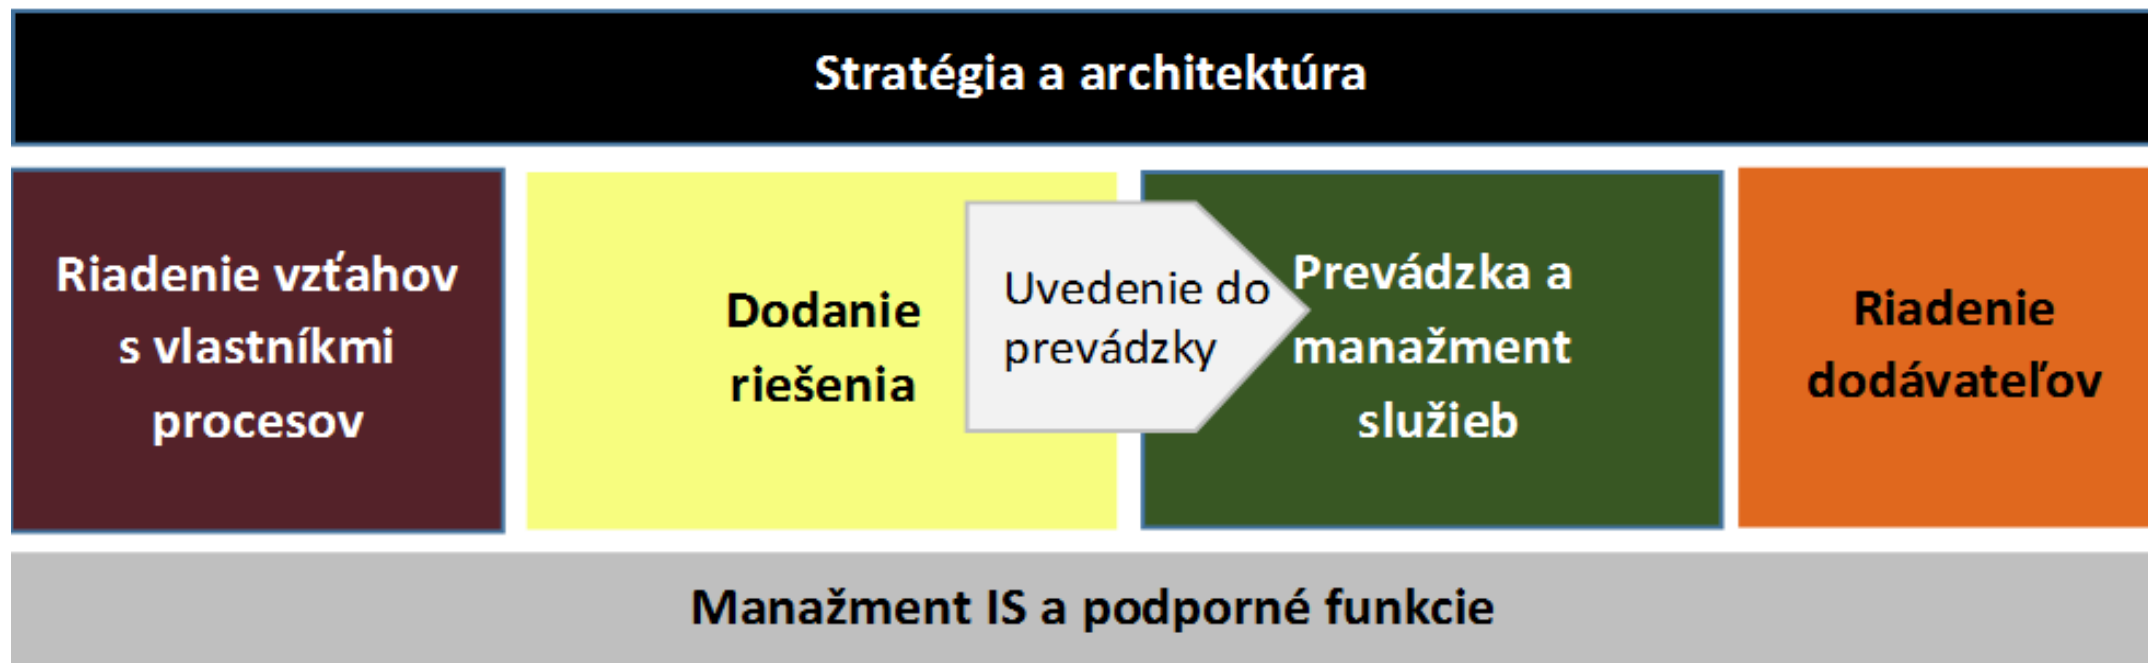 Stratégia a architektúra
Riadenie vzťahov
s vlastníkmi
procesov
Dodanie
riešenia
Uvedenie do
prevádzky
Prevádzka a
manažment
služieb
Riadenie
dodávateľov
Manažment IS a podporné funkcie